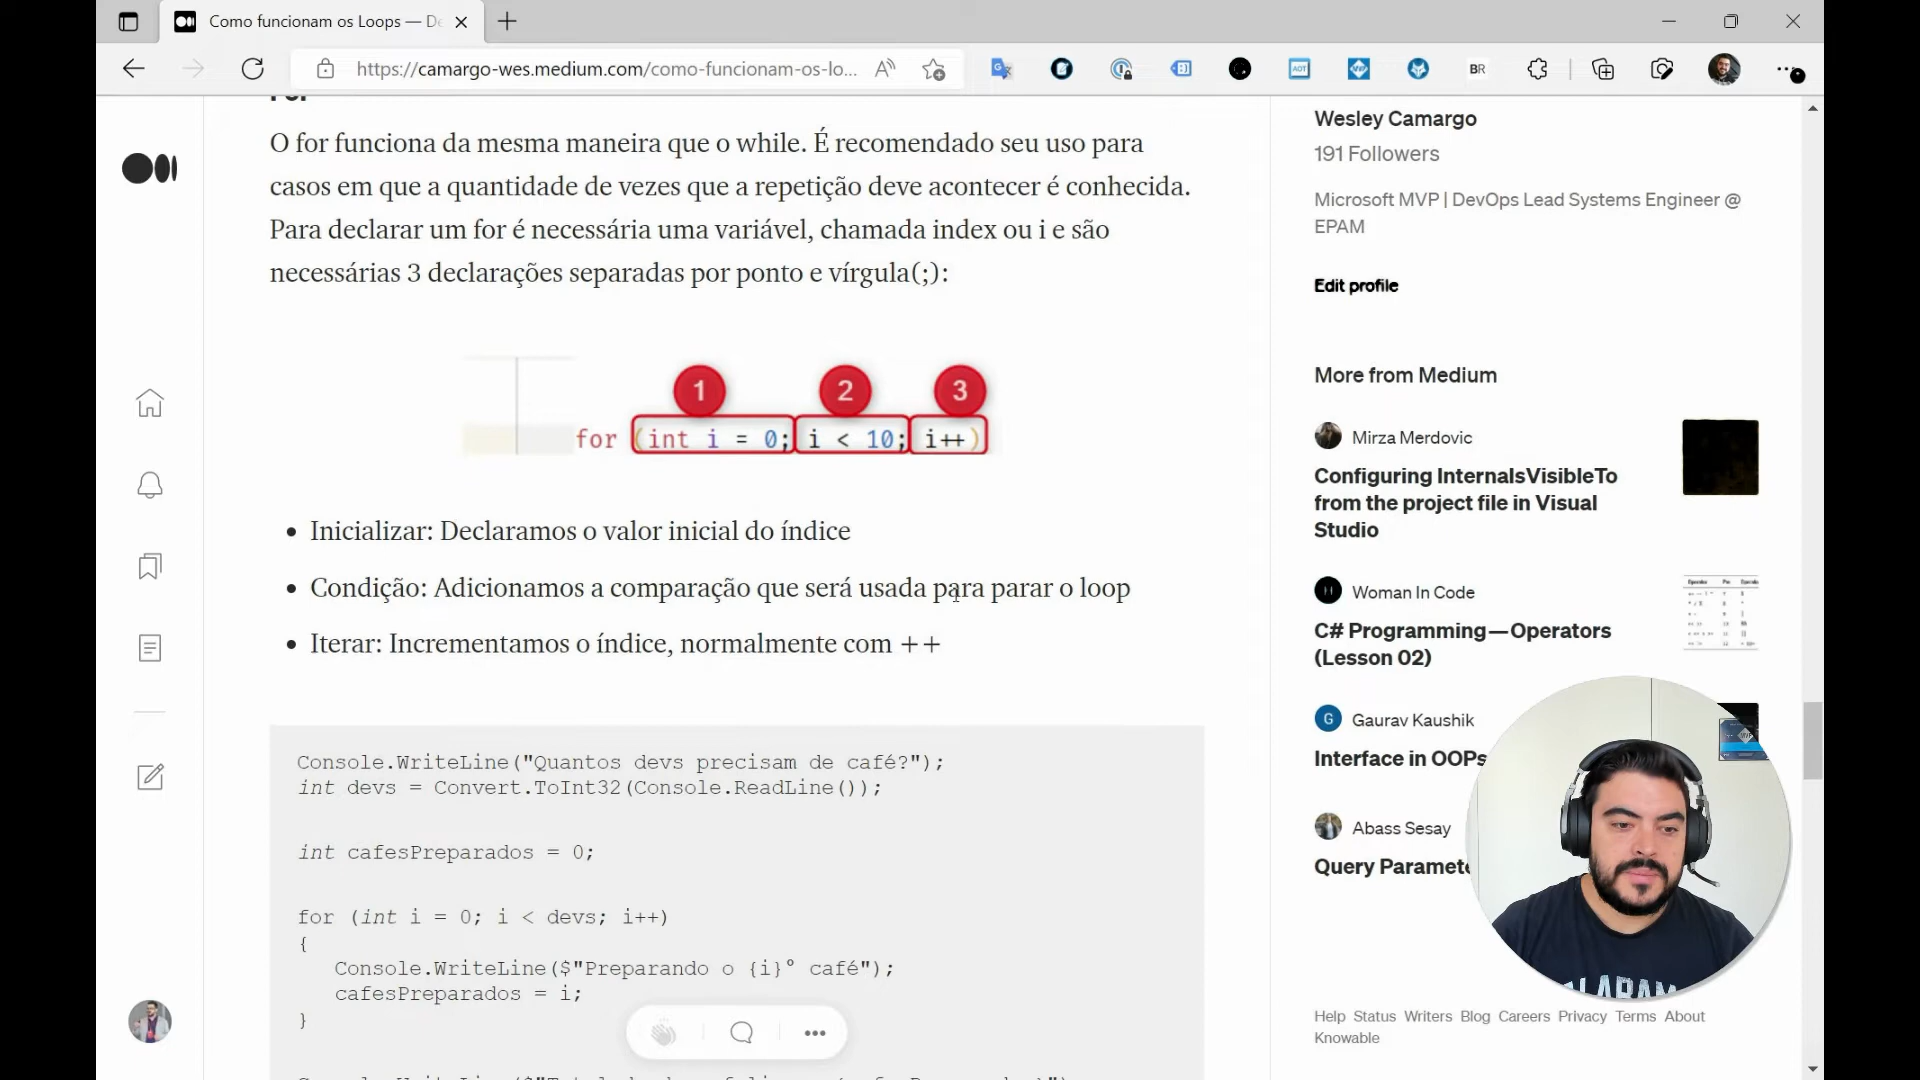 Como funcionam os Loops — De
https://camargo-wes.medium.com/como-funcionam-os-lo...
BR
For
O for funciona da mesma maneira que o while. É recomendado seu uso para
casos em que a quantidade de vezes que a repetição deve acontecer é conhecida.
Para declarar um for é necessária uma variável, chamada index ou i e são
necessárias 3 declarações separadas por ponto e vírgula(;):
1 2 3
for (int i = 0; i < 10; i++)
• Inicializar: Declaramos o valor inicial do índice
• Condição: Adicionamos a comparação que será usada para parar o loop
• Iterar: Incrementamos o índice, normalmente com ++
Console.WriteLine("Quantos devs precisam de café?");
int devs = Convert.ToInt32(Console.ReadLine());
int cafesPreparados = 0;
for (int i = 0; i < devs; i++)
{
Console.WriteLine($"Preparando o {i}° café");
cafesPreparados = i;
}
Wesley Camargo
191 Followers
Microsoft MVP | DevOps Lead Systems Engineer @
EPAM
Edit profile
More from Medium
Mirza Merdovic
Configuring InternalsVisibleTo
from the project file in Visual
Studio
Woman In Code
C# Programming — Operators
(Lesson 02)
G Gaurav Kaushik
Interface in OOPs
Abass Sesay
Query Paramete
Help Status Writers Blog Careers Privacy Terms About
Knowable